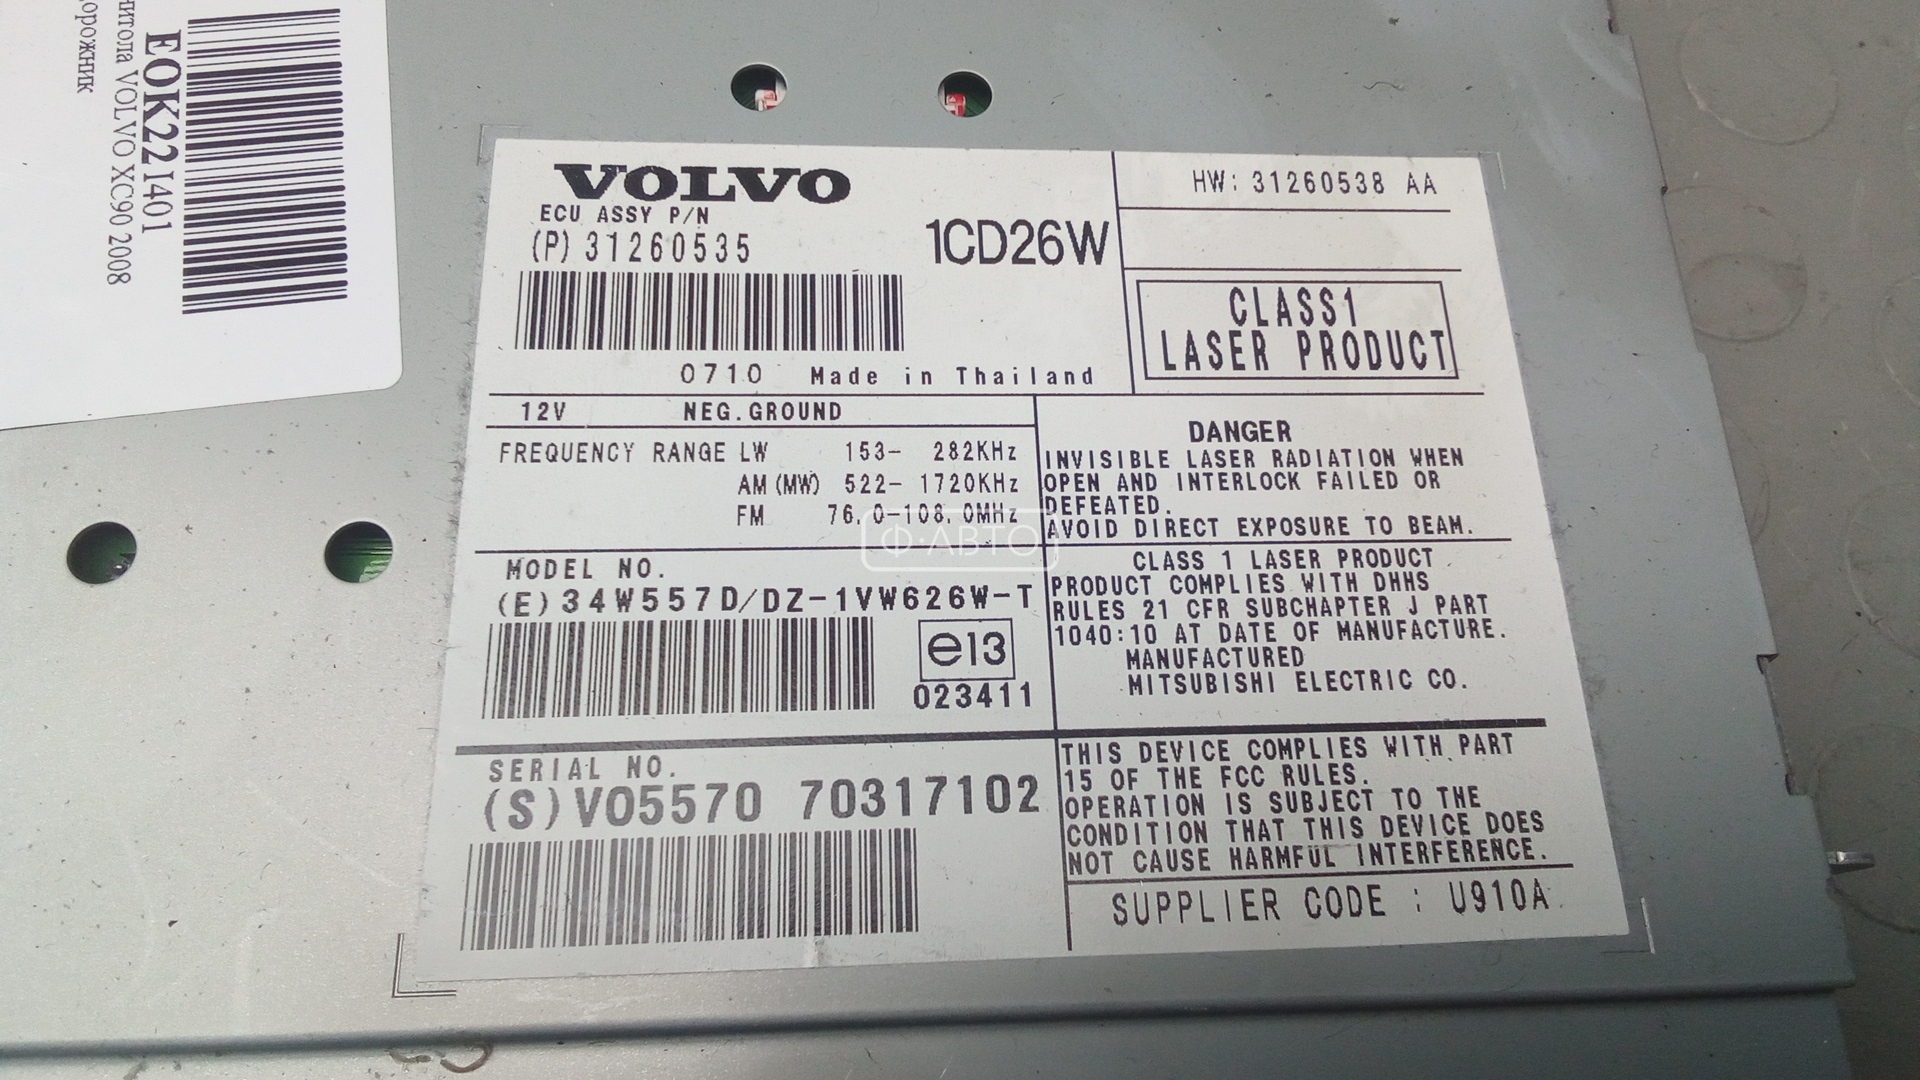 EOK221401
VOLVO XC90 2008
VOLVO
ECU ASSY P/N
(P) 31260535
1CD26W
0710 Made in Thailand
HW: 31260538 AA
CLASS1
LASER PRODUCT
12V NEG.GROUND
FREQUENCY RANGE LW 153- 282KHz
AM (MW) 522- 1720KHz
FM 76.0-108.0MHz
DANGER
INVISIBLE LASER RADIATION WHEN
OPEN AND INTERLOCK FAILED OR
DEFEATED.
AVOID DIRECT EXPOSURE TO BEAM.
Ф·АВТО
MODEL NO.
(E) 34W557D/DZ-1VW626W-T
e13
023411
CLASS 1 LASER PRODUCT
PRODUCT COMPLIES WITH DHHS
RULES 21 CFR SUBCHAPTER J PART
1040:10 AT DATE OF MANUFACTURE.
MANUFACTURED
MITSUBISHI ELECTRIC CO.
SERIAL NO.
(S) VO5570 70317102
THIS DEVICE COMPLIES WITH PART
15 OF THE FCC RULES.
OPERATION IS SUBJECT TO THE
CONDITION THAT THIS DEVICE DOES
NOT CAUSE HARMFUL INTERFERENCE.
SUPPLIER CODE : U910A